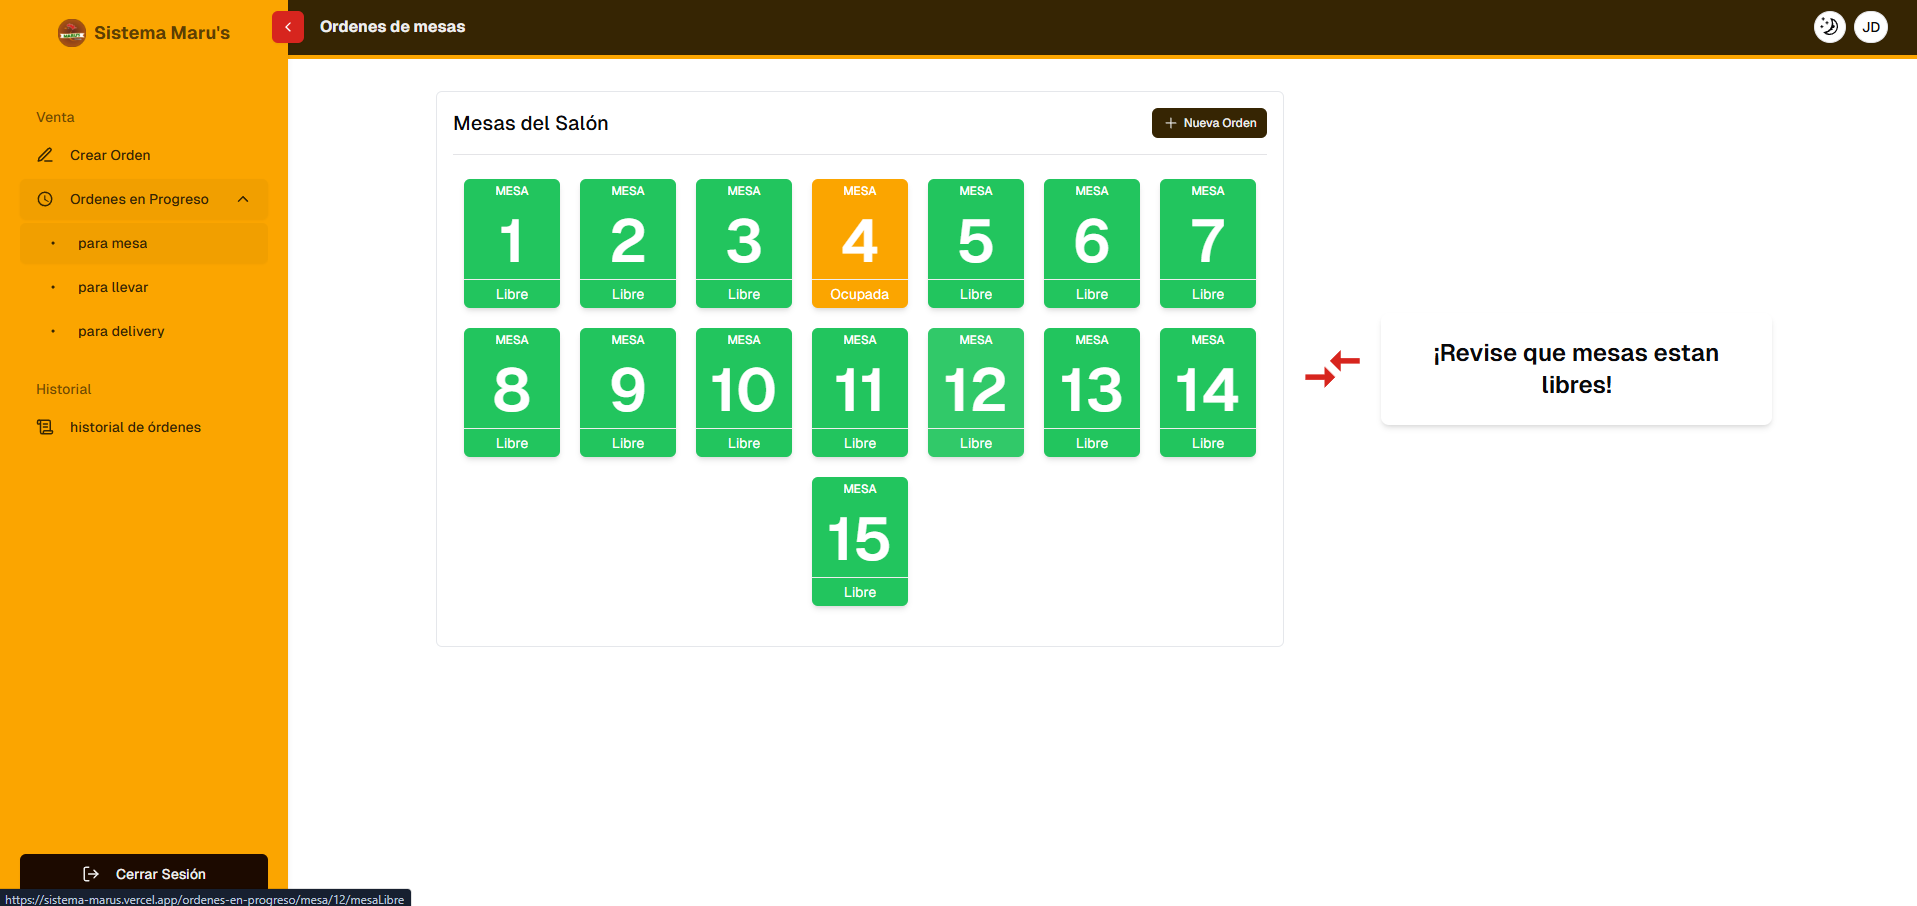 Sistema Maru's
Ordenes de mesas
JD
Venta
Crear Orden
Ordenes en Progreso
para mesa
para llevar
para delivery
Historial
historial de órdenes
Cerrar Sesión
Mesas del Salón
Nueva Orden
MESA MESA MESA MESA MESA MESA MESA
1 2 3 4 5 6 7
Libre Libre Libre Ocupada Libre Libre Libre
MESA MESA MESA MESA MESA MESA MESA
8 9 10 11 12 13 14
Libre Libre Libre Libre Libre Libre Libre
MESA
15
Libre
¡Revise que mesas estan
libres!
https://sistema-marus.vercel.app/ordenes-en-progreso/mesa/12/mesaLibre